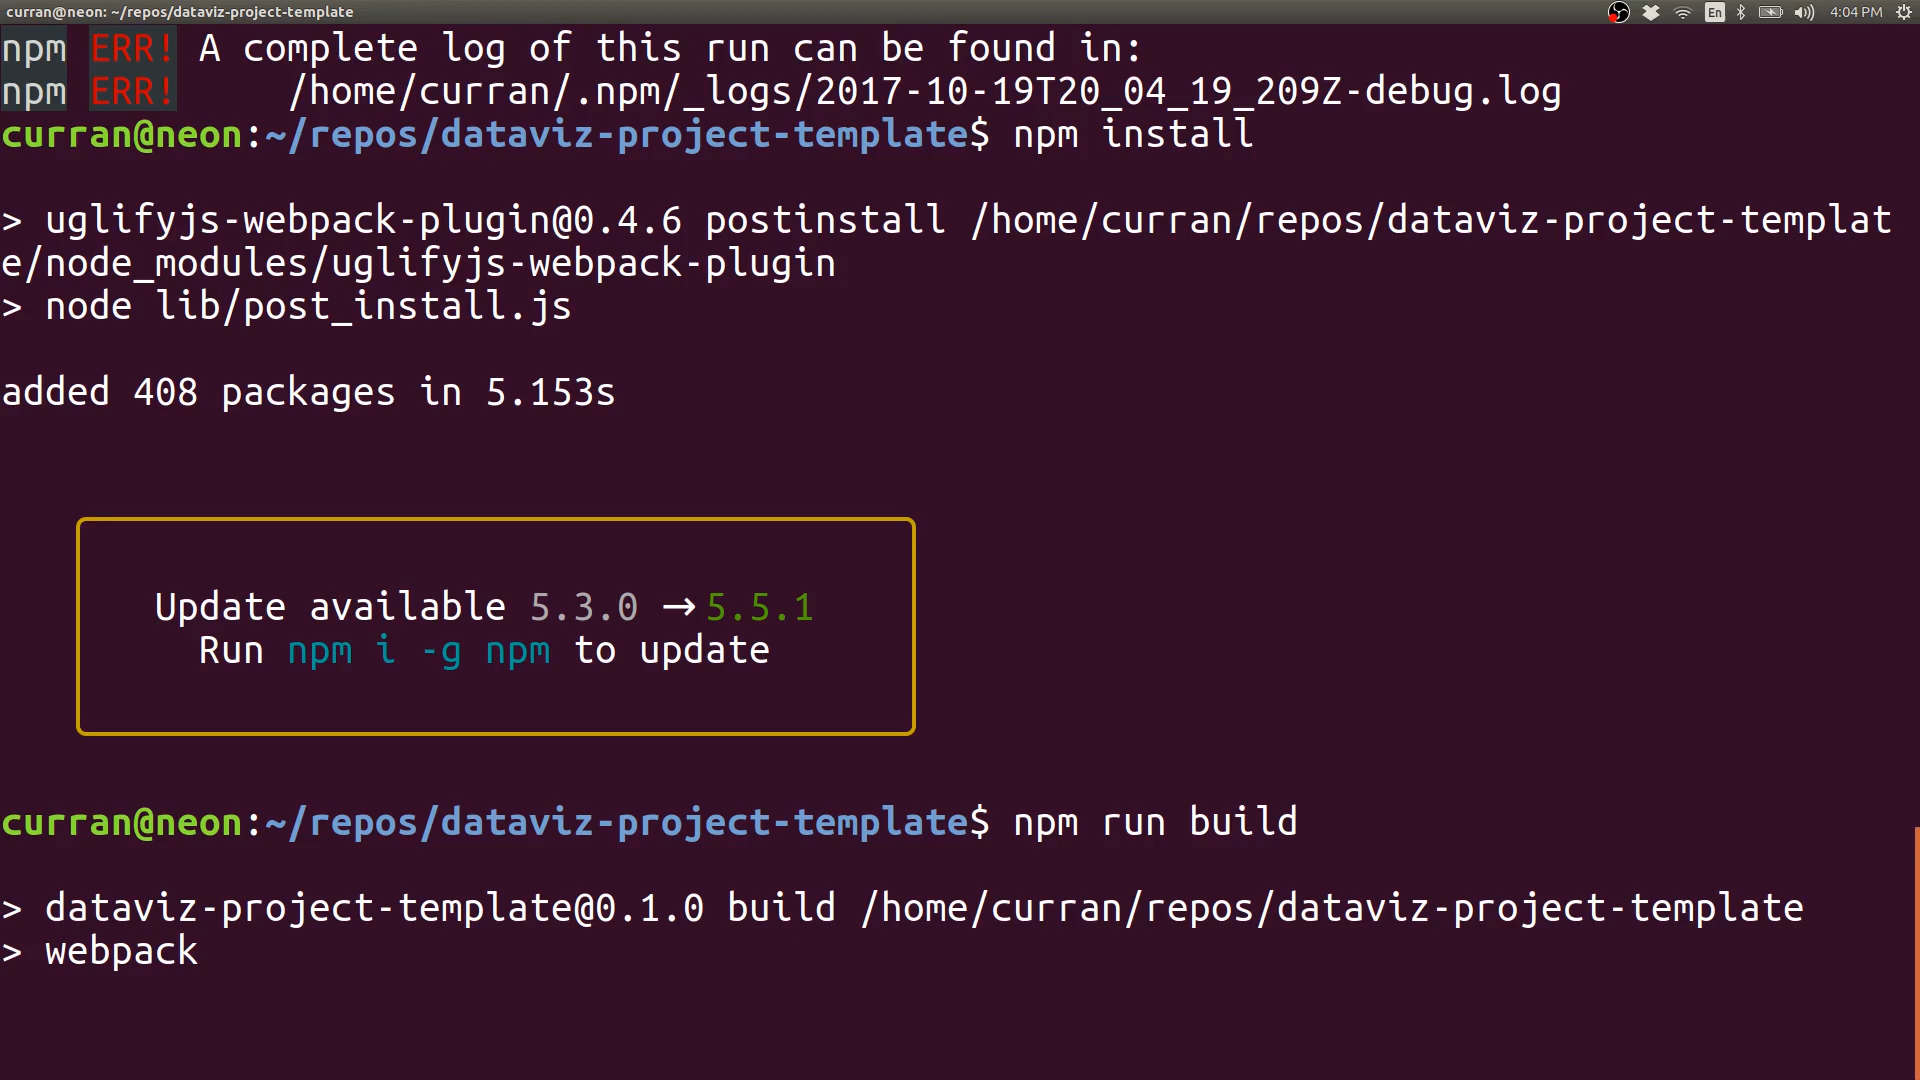 curran@neon: ~/repos/dataviz-project-template
En
4:04 PM
npm ERR! A complete log of this run can be found in:
npm ERR!     /home/curran/.npm/_logs/2017-10-19T20_04_19_209Z-debug.log
curran@neon:~/repos/dataviz-project-template$ npm install
> uglifyjs-webpack-plugin@0.4.6 postinstall /home/curran/repos/dataviz-project-templat
e/node_modules/uglifyjs-webpack-plugin
> node lib/post_install.js
added 408 packages in 5.153s
Update available 5.3.0 → 5.5.1
Run npm i -g npm to update
curran@neon:~/repos/dataviz-project-template$ npm run build
> dataviz-project-template@0.1.0 build /home/curran/repos/dataviz-project-template
> webpack